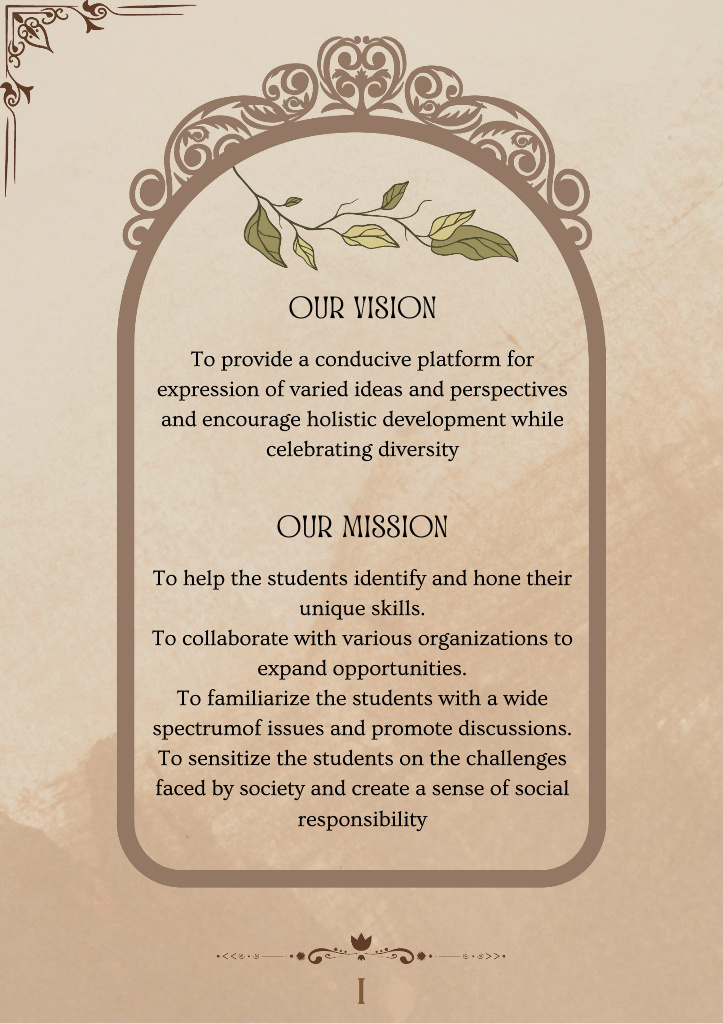 OUR VISION
To provide a conducive platform for
expression of varied ideas and perspectives
and encourage holistic development while
celebrating diversity
OUR MISSION
To help the students identify and hone their
unique skills.
To collaborate with various organizations to
expand opportunities.
To familiarize the students with a wide
spectrumof issues and promote discussions.
To sensitize the students on the challenges
faced by society and create a sense of social
responsibility
I